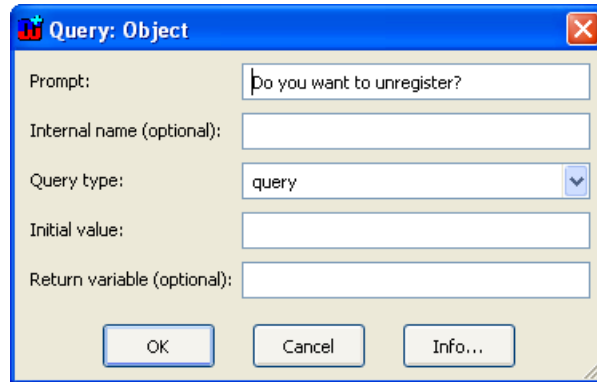 Query: Object
Prompt: Do you want to unregister?
Internal name (optional):
Query type: query
Initial value:
Return variable (optional):
OK Cancel Info...